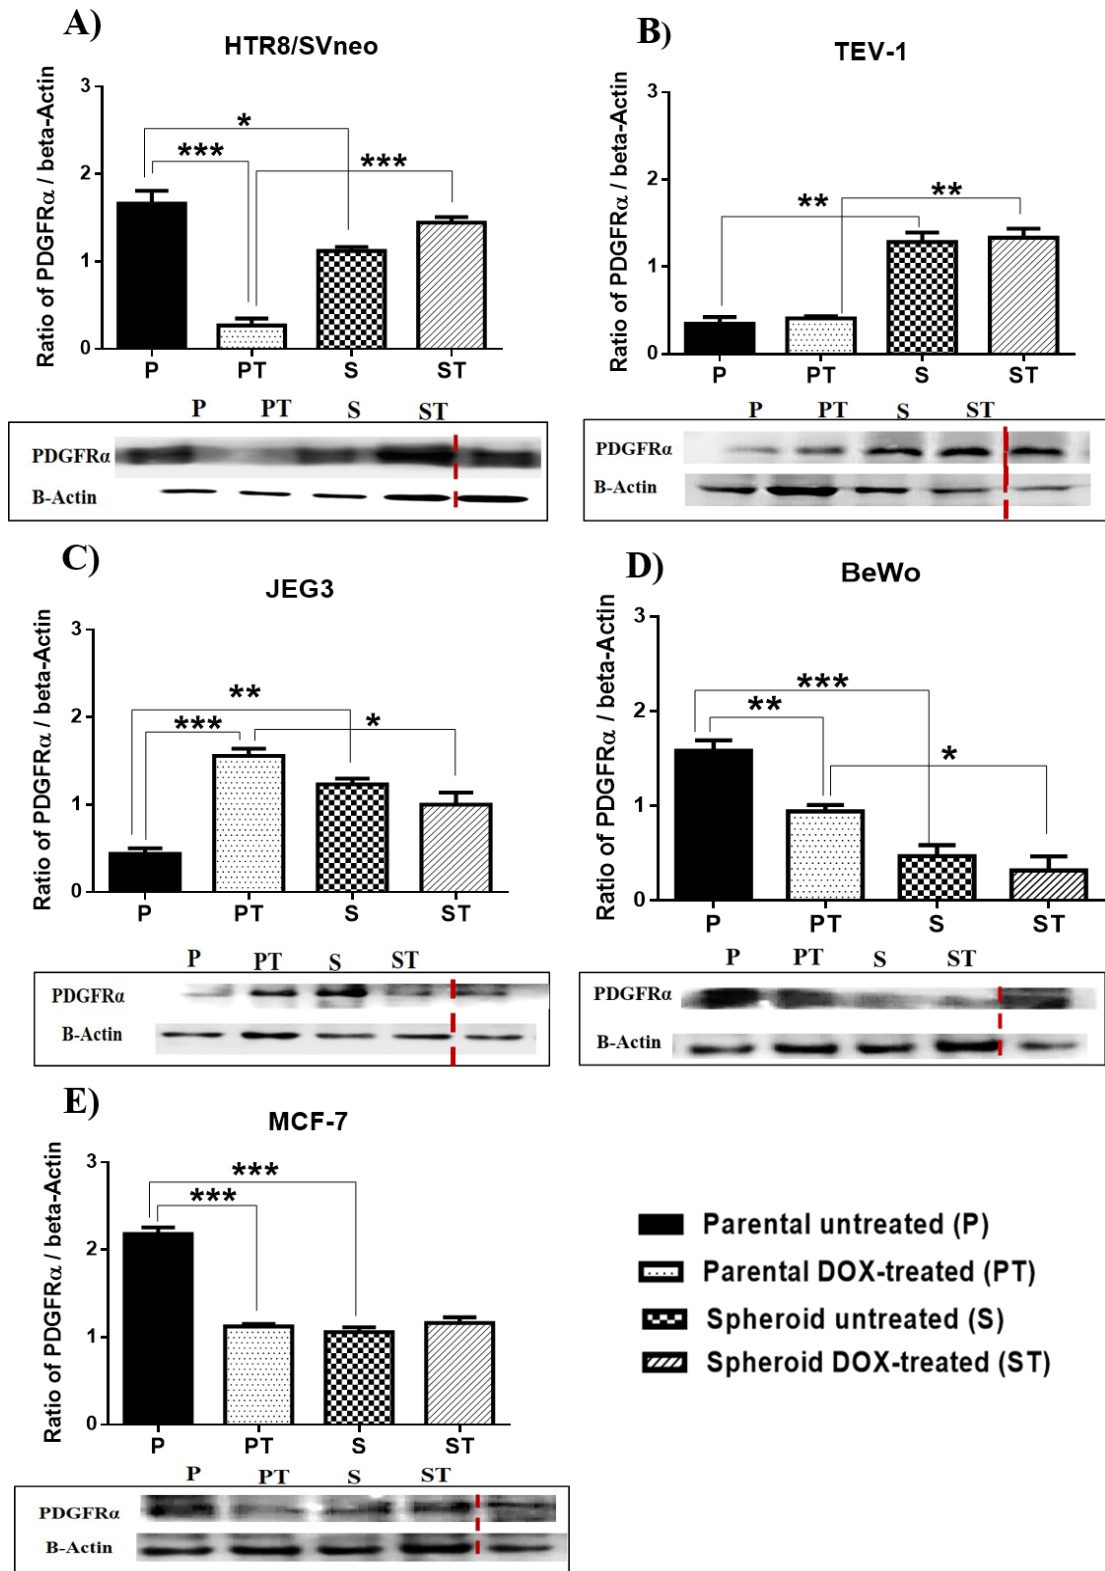 A)
HTR8/SVneo
Ratio of PDGFRα / beta-Actin
3
2
1
0
*
***
***
P PT S ST
P PT S ST
PDGFRα
B-Actin
B)
TEV-1
Ratio of PDGFRα / beta-Actin
3
2
1
0
**
**
P PT S ST
P PT S ST
PDGFRα
B-Actin
C)
JEG3
Ratio of PDGFRα / beta-Actin
3
2
1
0
**
***
*
P PT S ST
P PT S ST
PDGFRα
B-Actin
D)
BeWo
Ratio of PDGFRα / beta-Actin
3
2
1
0
***
**
*
P PT S ST
P PT S ST
PDGFRα
B-Actin
E)
MCF-7
Ratio of PDGFRα / beta-Actin
3
2
1
0
***
***
P PT S ST
P PT S ST
PDGFRα
B-Actin
Parental untreated (P)
Parental DOX-treated (PT)
Spheroid untreated (S)
Spheroid DOX-treated (ST)